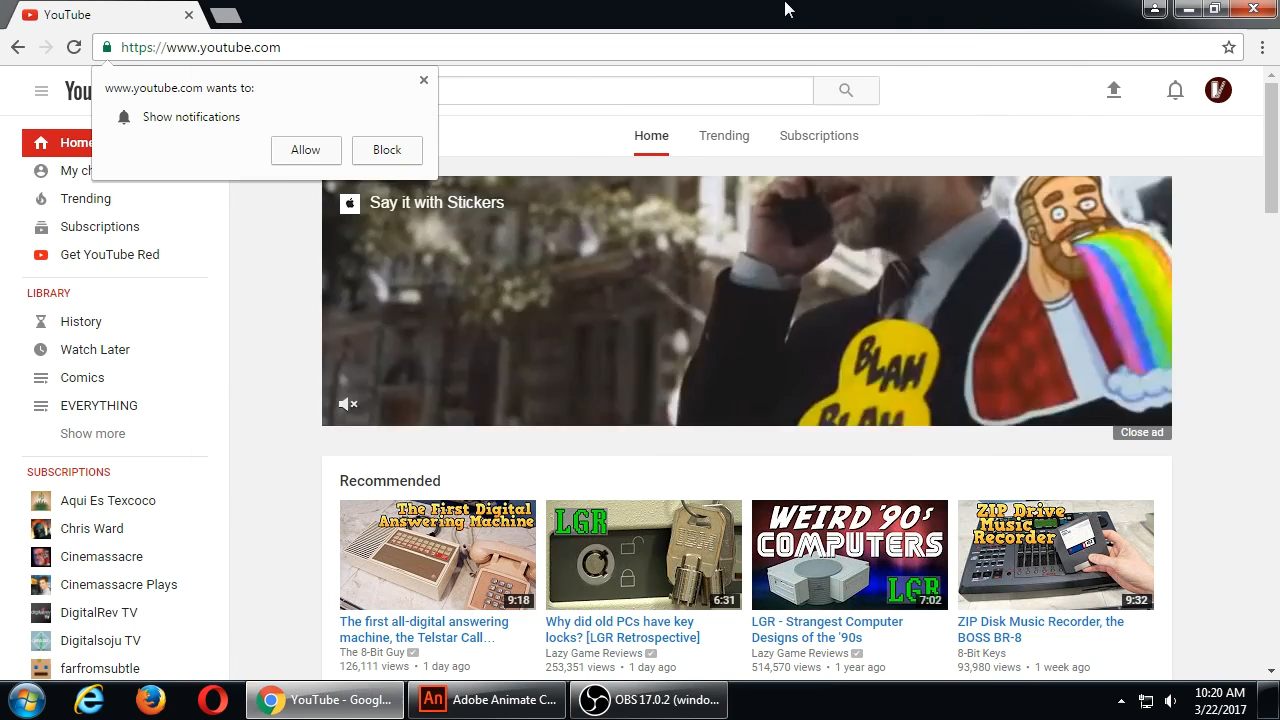 YouTube
https://www.youtube.com
www.youtube.com wants to:
Show notifications
Allow
Block
You
Home
Trending
Subscriptions
Home
My ch
Trending
Subscriptions
Get YouTube Red
LIBRARY
History
Watch Later
Comics
EVERYTHING
Show more
SUBSCRIPTIONS
Aqui Es Texcoco
Chris Ward
Cinemassacre
Cinemassacre Plays
DigitalRev TV
Digitalsoju TV
farfromsubtle
Say it with Stickers
BLAH
BLAH
Close ad
Recommended
The First Digital
Answering Machine
9:18
The first all-digital answering
machine, the Telstar Call...
The 8-Bit Guy
126,111 views • 1 day ago
LGR
6:31
Why did old PCs have key
locks? [LGR Retrospective]
Lazy Game Reviews
253,351 views • 1 day ago
WEIRD '90s
COMPUTERS
LGR
7:02
LGR - Strangest Computer
Designs of the '90s
Lazy Game Reviews
514,570 views • 1 year ago
ZIP Drive
Music
Recorder
9:32
ZIP Disk Music Recorder, the
BOSS BR-8
8-Bit Keys
93,980 views • 1 week ago
YouTube - Googl...
An
Adobe Animate C...
OBS 17.0.2 (windo...
10:20 AM
3/22/2017